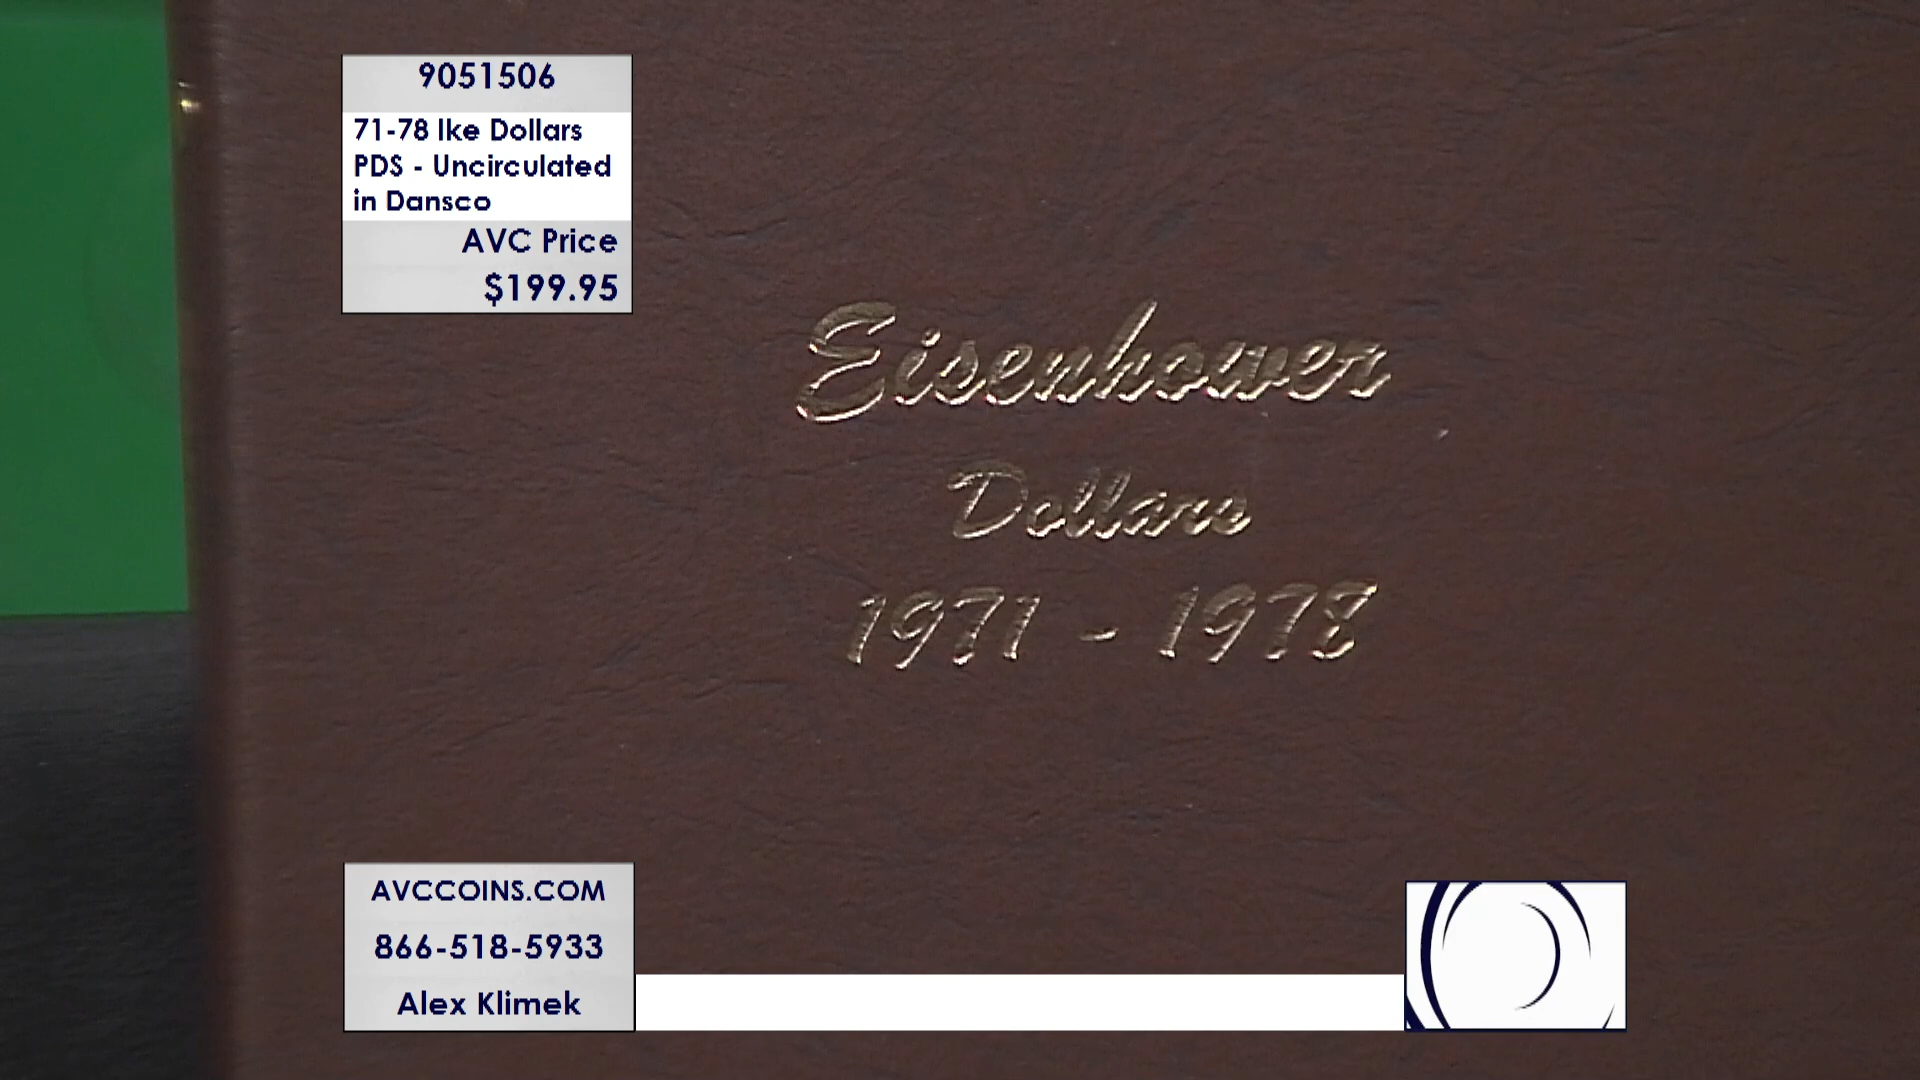 9051506
71-78 Ike Dollars
PDS - Uncirculated
in Dansco
AVC Price
$199.95
Eisenhower
Dollars
1971 - 1978
AVCCOINS.COM
866-518-5933
Alex Klimek